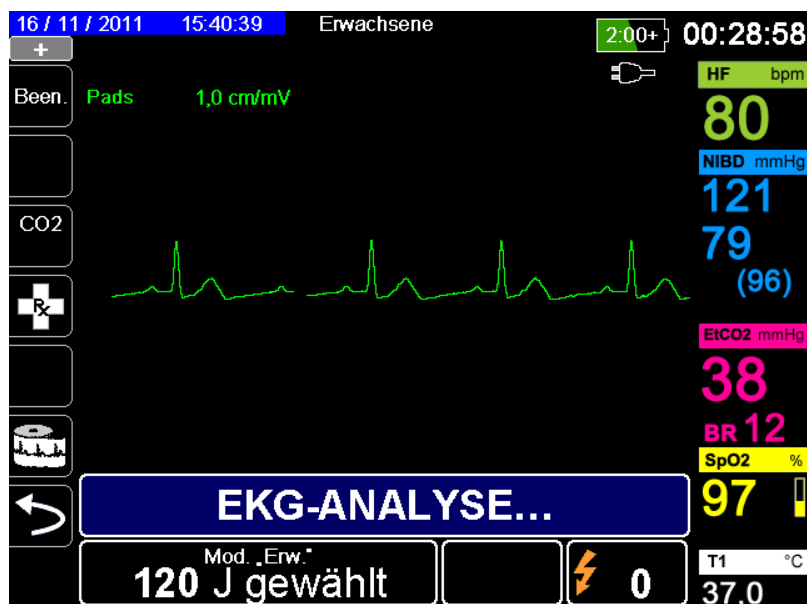 16 / 11 / 2011 15:40:39 Erwachsene 2:00+ 00:28:58
+
HF bpm
Been. Pads 1,0 cm/mV
80
NIBD mmHg
121
CO2
79
(96)
Rx
EtCO2 mmHg
38
BR 12
SpO2 %
97
EKG-ANALYSE...
Mod. „Erw."
120 J gewählt
0
T1 °C
37.0